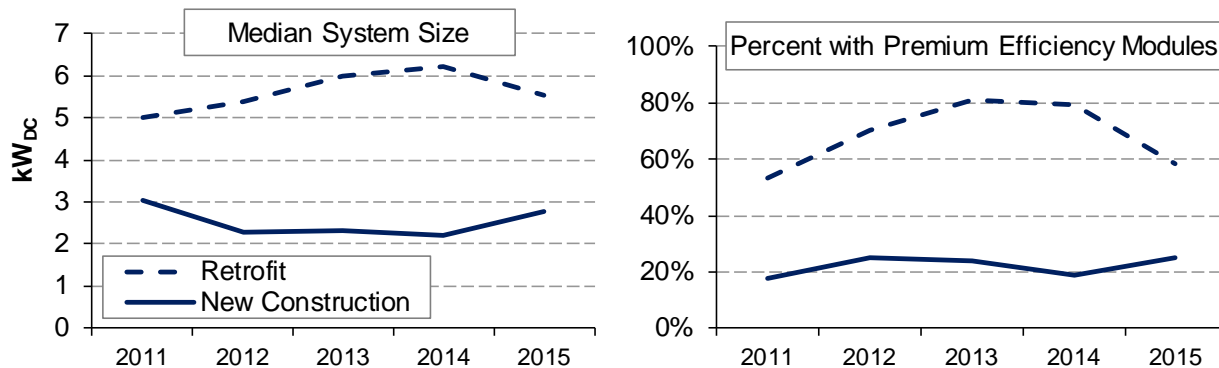 Median System Size
7
6
5
4
3
2
1
0
kW_DC
Retrofit
New Construction
2011 2012 2013 2014 2015
Percent with Premium Efficiency Modules
100%
80%
60%
40%
20%
0%
2011 2012 2013 2014 2015